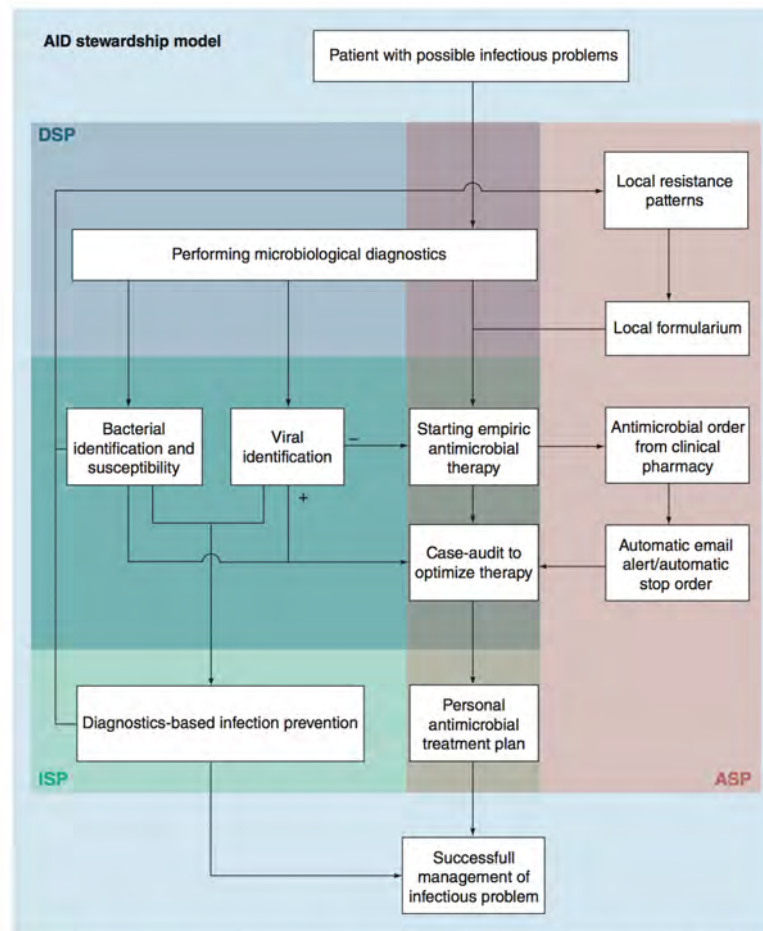 AID stewardship model
Patient with possible infectious problems
DSP
Local resistance
patterns
Performing microbiological diagnostics
Local formularium
Bacterial
identification and
susceptibility
Viral
identification
−
+
Starting empiric
antimicrobial
therapy
Antimicrobial order
from clinical
pharmacy
Case-audit to
optimize therapy
Automatic email
alert/automatic
stop order
Diagnostics-based infection prevention
Personal
antimicrobial
treatment plan
ISP
ASP
Successfull
management of
infectious problem